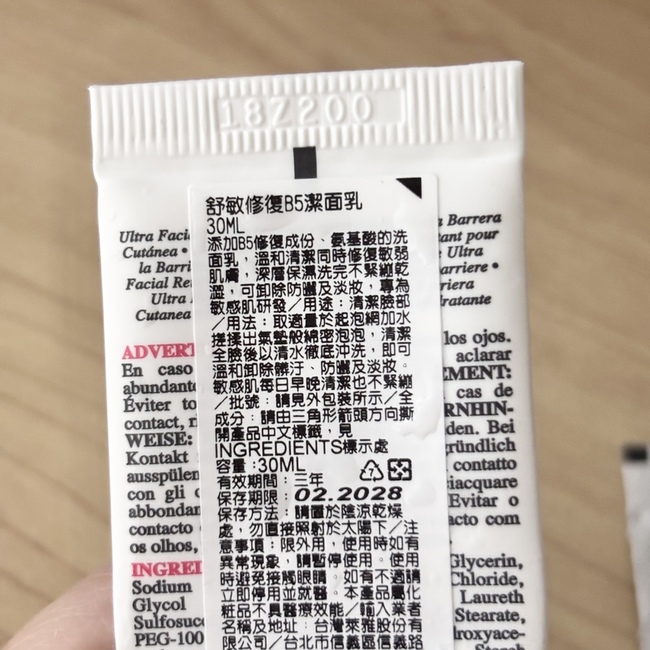 18Z200
舒敏修復B5潔面乳
30ML
添加B5修復成份、氨基酸的洗
面乳，溫和清潔同時修復敏弱
肌膚，深層保濕洗完不緊繃乾
澀，可卸除防曬及淡妝，專為
敏感肌研發／用途：清潔臉部
／用法：取適量於起泡網加水
搓揉出氣墊般綿密泡泡，清潔
全臉後以清水徹底沖洗，即可
溫和卸除髒汙、防曬及淡妝。
敏感肌每日早晚清潔也不緊繃
／批號：請見外包裝所示／全
成分：請由三角形箭頭方向撕
開產品中文標籤，見
INGREDIENTS標示處
容量：30ML
有效期間：三年
保存期限：02.2028
保存方法：請置於陰涼乾燥
處，勿直接照射於太陽下／注
意事項：限外用，使用時如有
異常現象，請暫停使用。使用
時避免接觸眼睛。如有不適請
立即停用並就醫。本產品屬化
粧品不具醫療效能／輸入業者
名稱及地址：台灣萊雅股份有
限公司／台北市信義區信義路
Ultra
Cutánea •
la
Facial
Ultra
Cutanea
ADVERT
En caso
abundante
Éviter to
contact,
WEISE:
Kontakt
ausspülen
con gli
abbondan
contacto
os olhos,
INGREI
Sodium
Glycol
Sulfosucc
PEG-100
a Barrera
tant pour
Ultra
arriere •
rriera
dratante
los ojos.
aclarar
EMENT:
cas de
RNHIN-
den. Bei
gründlich
contatto
iacquare
Evitar o
acto com
Glycerin,
Chloride,
Laureth
Stearate,
droxyace-
Starch